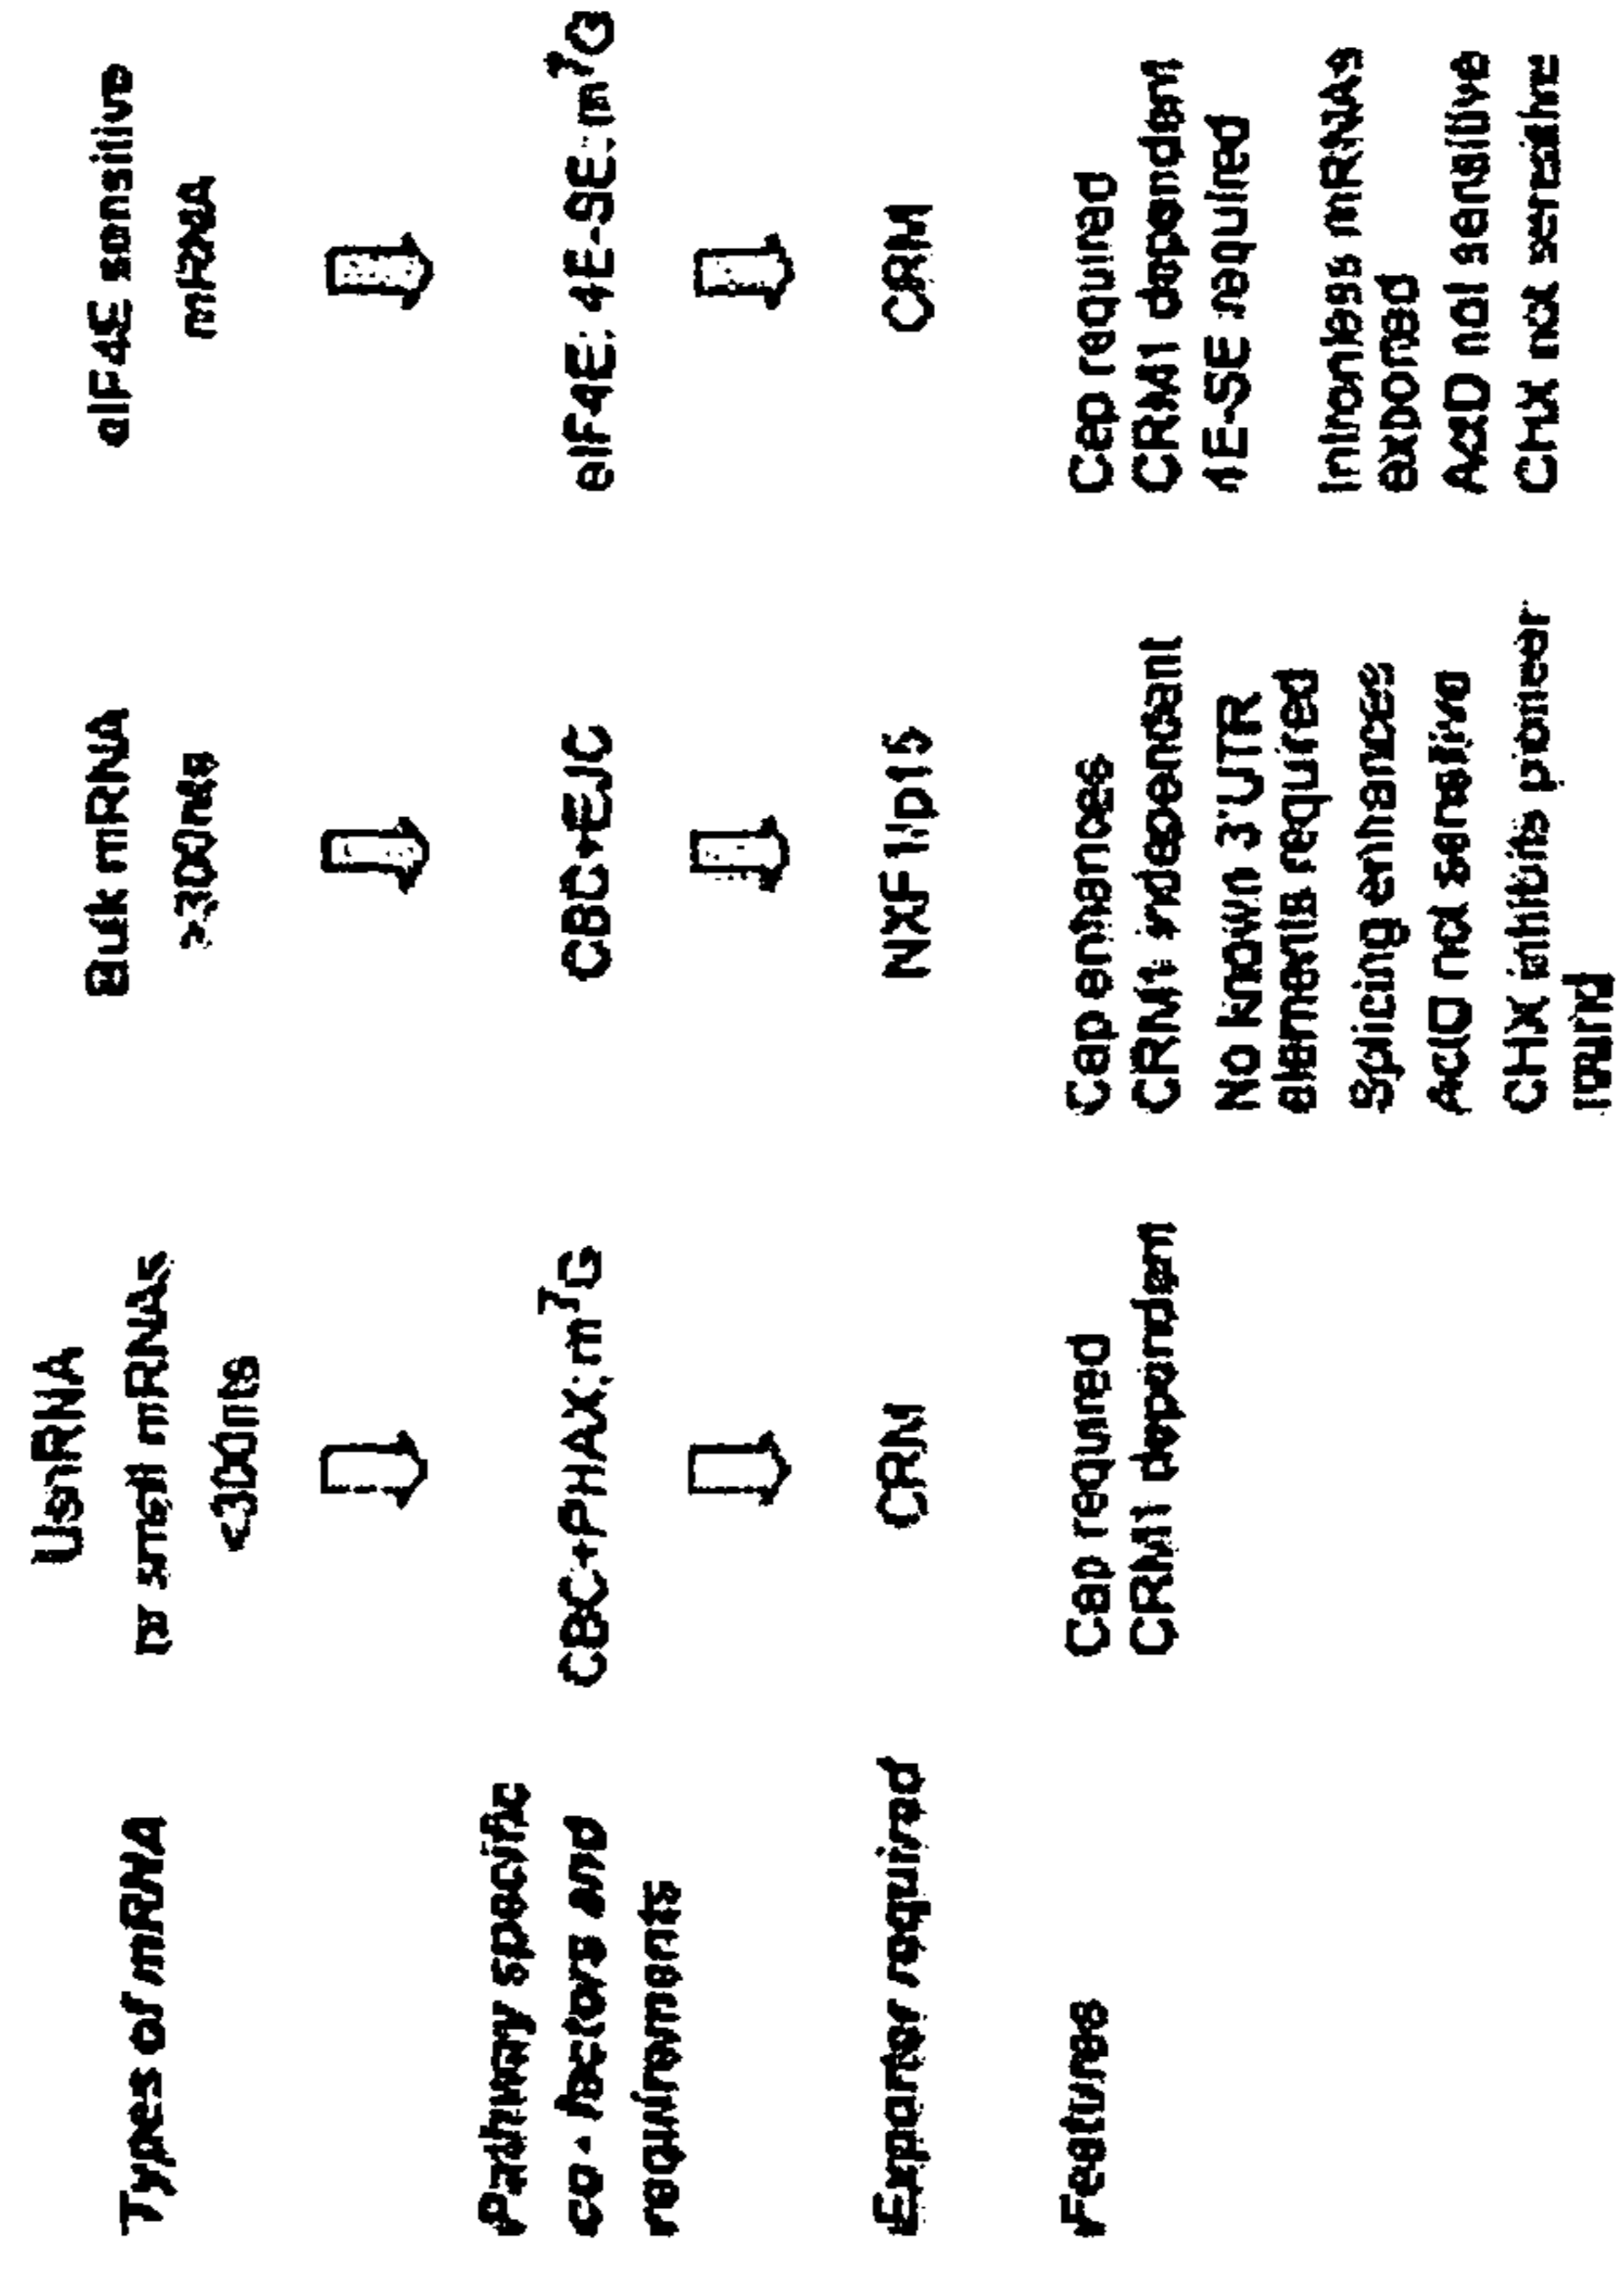 Types of mRNA
UsnRNA
or small mRNAs
<300nts
Bulk mRNA
>300nts
eIF4E sensitive
mRNA
Pathway specific
co-factors and
requirements
CBC+PHAX:m⁷G
CBC+EJC
eIF4E:4E-SE:m⁷G
Exporter required
CRM
NXF1/p15
CRM
Features
Cap required
CRM1 dependent
Cap enhances
CRM1 independent
No known 3'UTR
elements required
Splicing enhances
ActD not sensitive
CHX inhibits
Cap required
CRM1 dependent
4E-SE required
Intronless mRNAs
exported
ActD not sensitive
CHX not